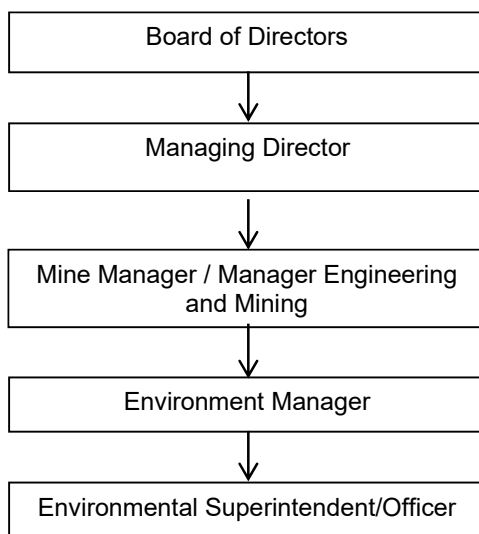 Board of Directors
Managing Director
Mine Manager / Manager Engineering
and Mining
Environment Manager
Environmental Superintendent/Officer